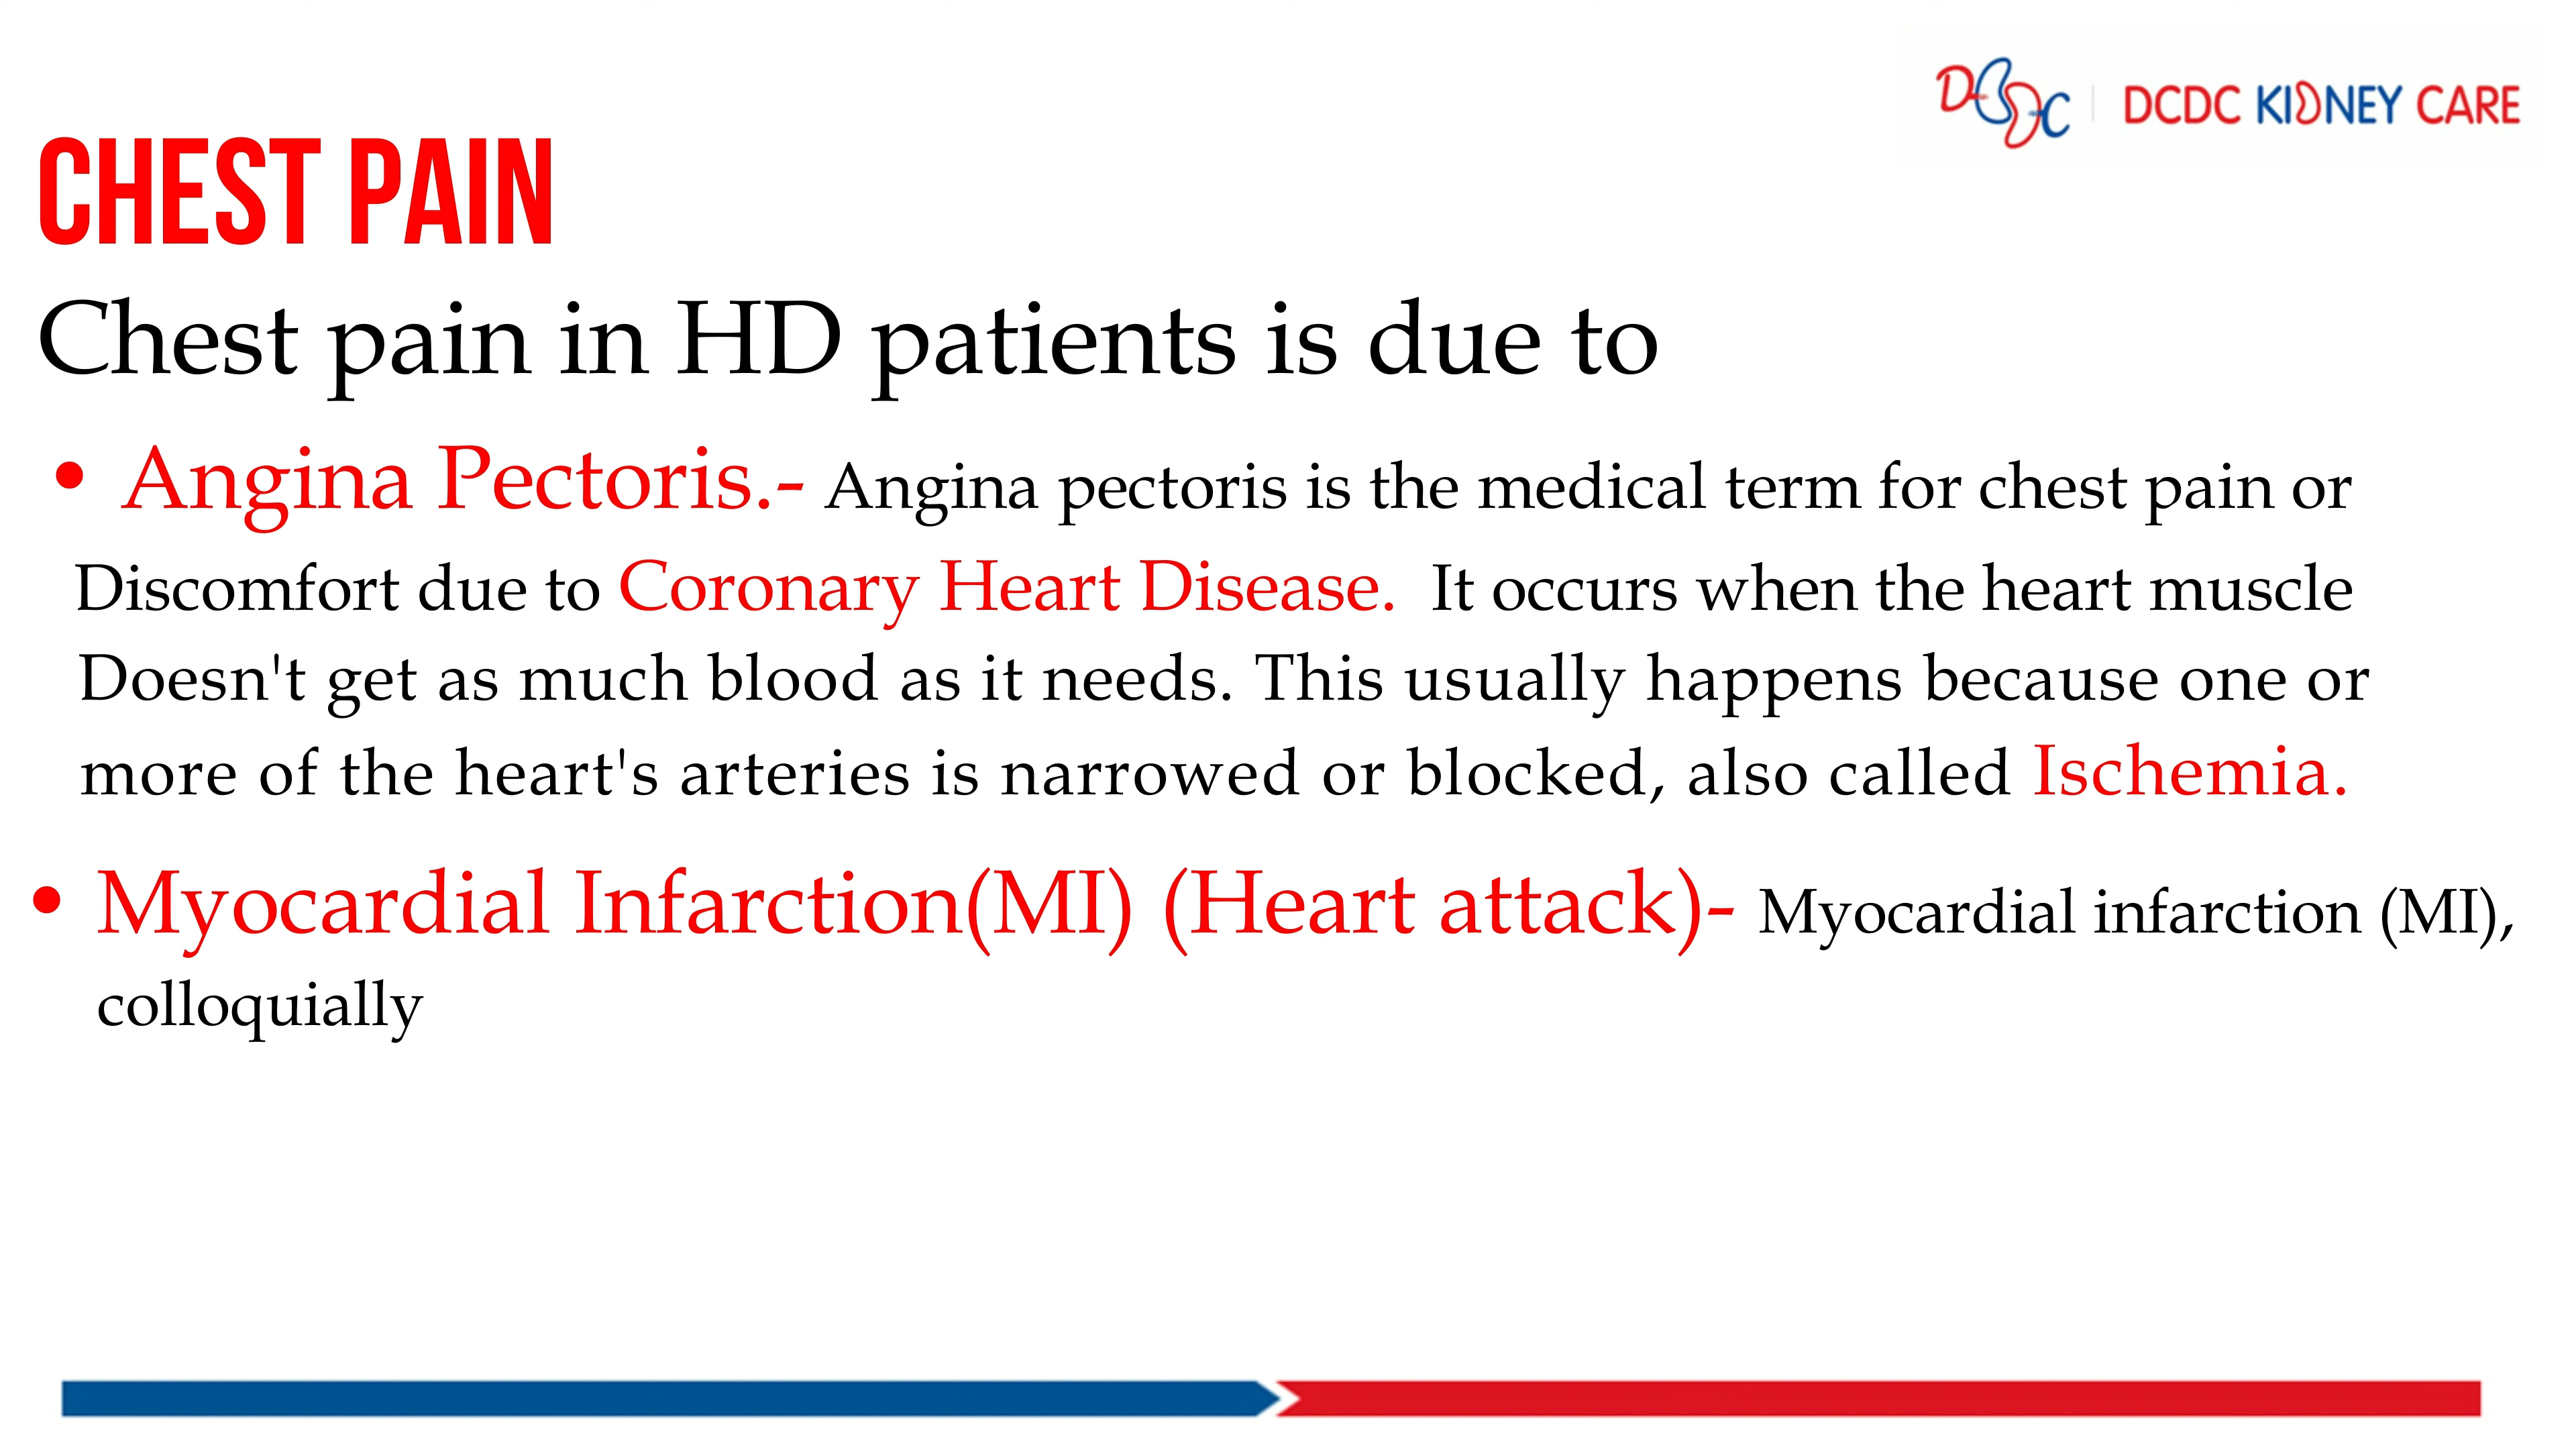 DCDC | DCDC KIDNEY CARE
CHEST PAIN
Chest pain in HD patients is due to
• Angina Pectoris.- Angina pectoris is the medical term for chest pain or
Discomfort due to Coronary Heart Disease. It occurs when the heart muscle
Doesn't get as much blood as it needs. This usually happens because one or
more of the heart's arteries is narrowed or blocked, also called Ischemia.
• Myocardial Infarction(MI) (Heart attack)- Myocardial infarction (MI),
colloquially